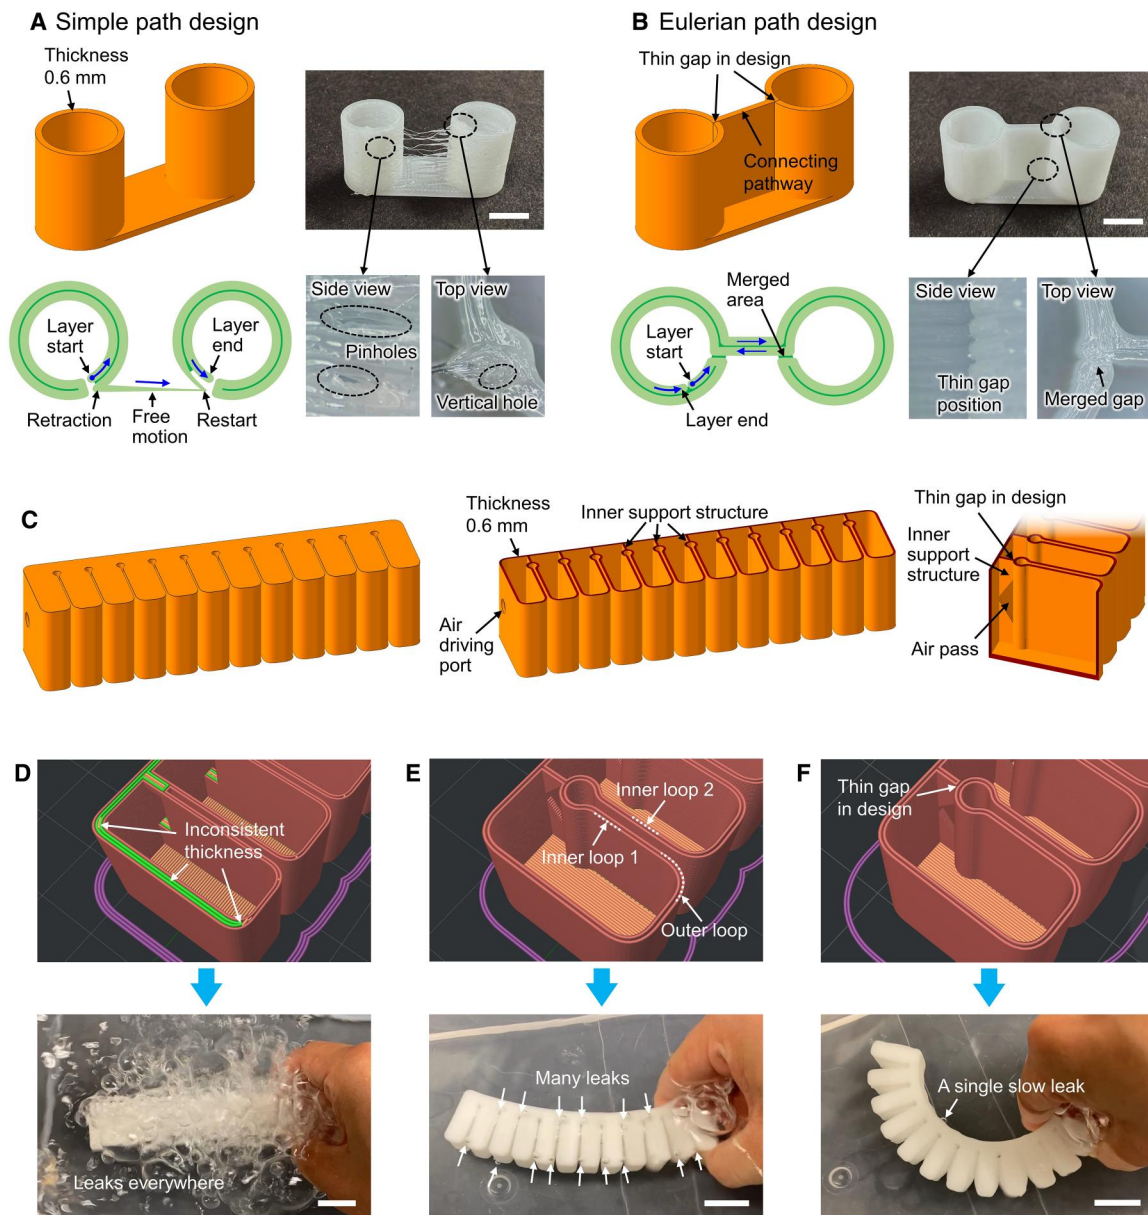 A Simple path design
Thickness
0.6 mm
Side view
Pinholes
Top view
Vertical hole
Layer
start
Layer
end
Retraction
Free
motion
Restart
B Eulerian path design
Thin gap in design
Connecting
pathway
Merged
area
Layer
start
Layer end
Side view
Thin gap
position
Top view
Merged gap
C
Thickness
0.6 mm
Inner support structure
Air
driving
port
Thin gap in design
Inner
support
structure
Air pass
D
Inconsistent
thickness
Leaks everywhere
E
Inner loop 2
Inner loop 1
Outer loop
Many leaks
F
Thin gap
in design
A single slow leak